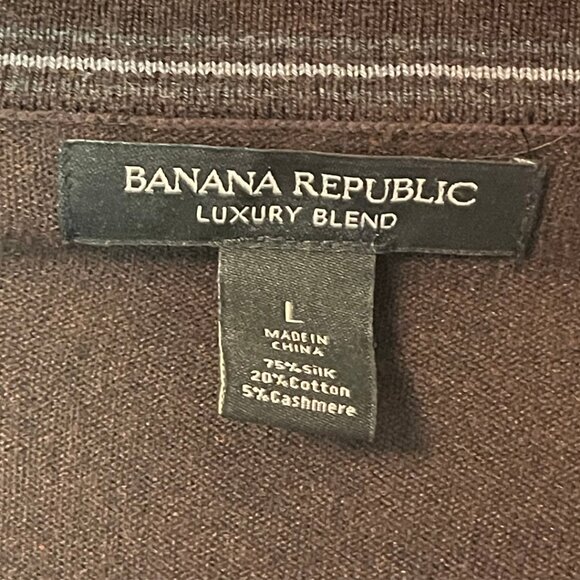 BANANA REPUBLIC
LUXURY BLEND
L
MADE IN
CHINA
75%Silk
20%Cotton
5%Cashmere